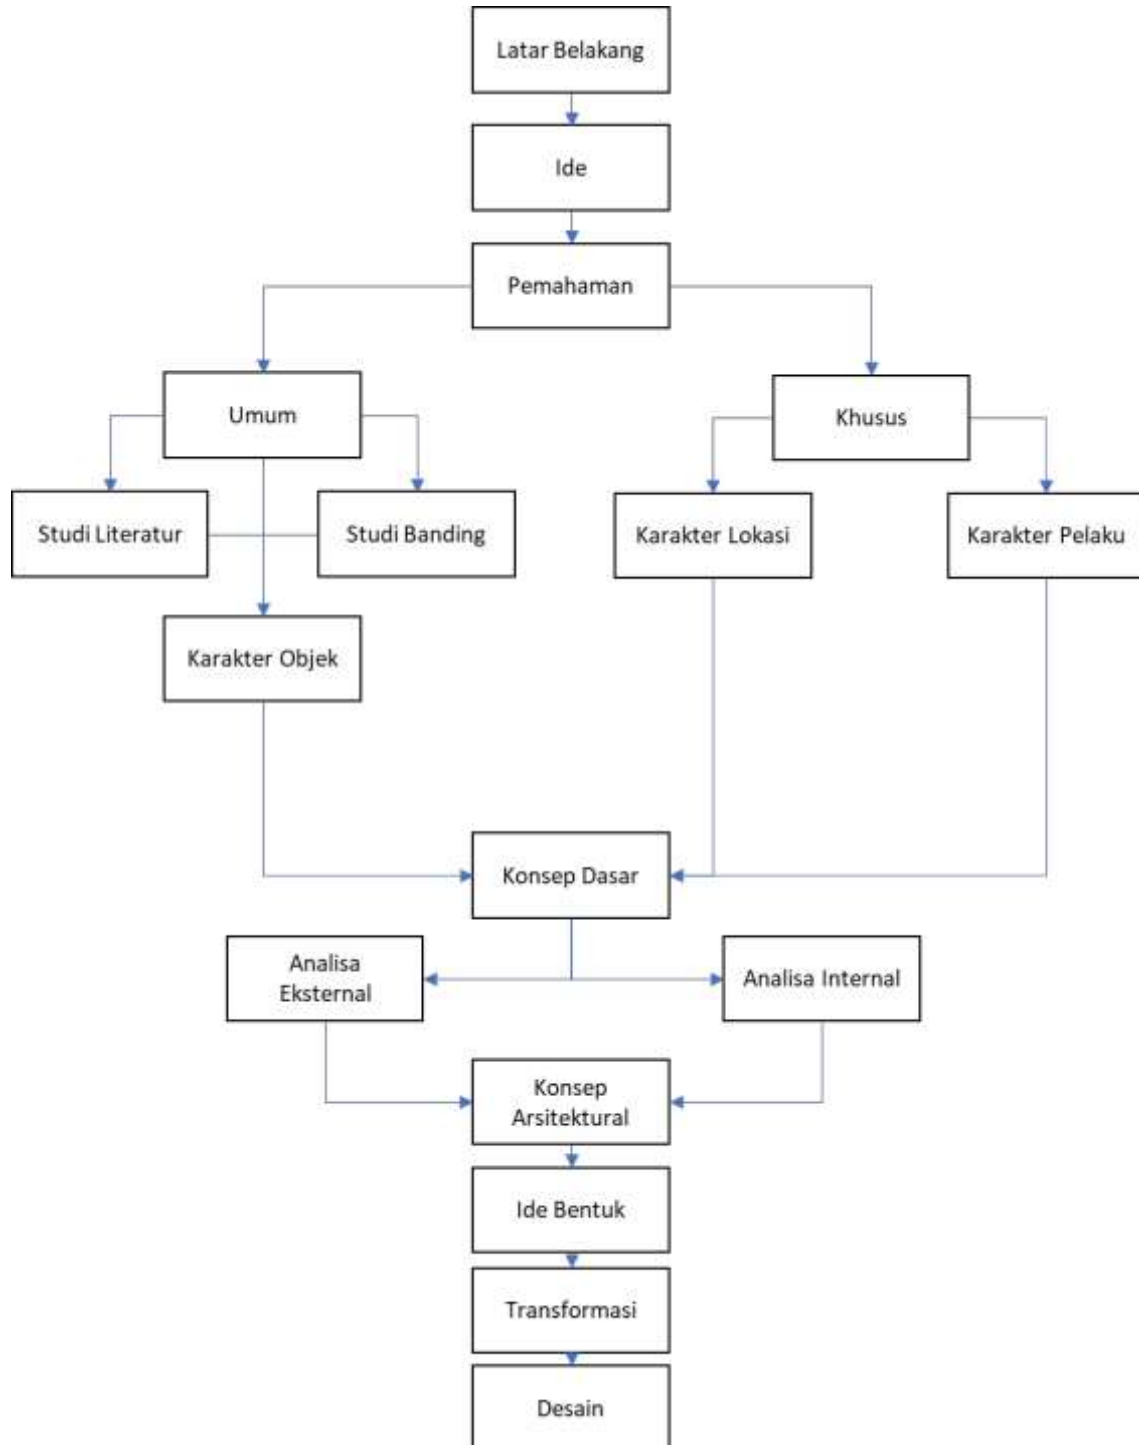 Latar Belakang
Ide
Pemahaman
Umum
Khusus
Studi Literatur
Studi Banding
Karakter Lokasi
Karakter Pelaku
Karakter Objek
Konsep Dasar
Analisa
Eksternal
Analisa Internal
Konsep
Arsitektural
Ide Bentuk
Transformasi
Desain